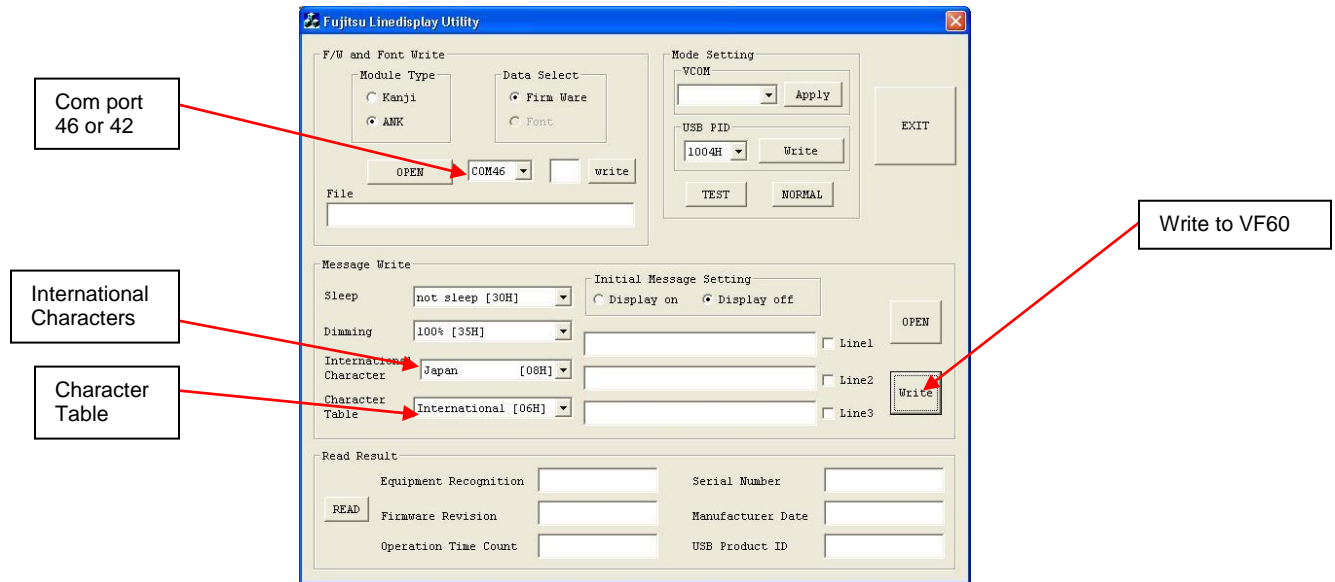 Fujitsu Linedisplay Utility
F/W and Font Write
Module Type
Kanji
ANK
Data Select
Firm Ware
Font
OPEN
COM46
write
File
Mode Setting
VCOM
Apply
USB PID
1004H
Write
TEST
NORMAL
EXIT
Com port
46 or 42
Write to VF60
International
Characters
Character
Table
Message Write
Sleep
not sleep [30H]
Dimming
100% [35H]
International
Character
Japan [08H]
Character
Table
International [06H]
Initial Message Setting
Display on
Display off
Line1
Line2
Line3
OPEN
Write
Read Result
READ
Equipment Recognition
Firmware Revision
Operation Time Count
Serial Number
Manufacturer Date
USB Product ID